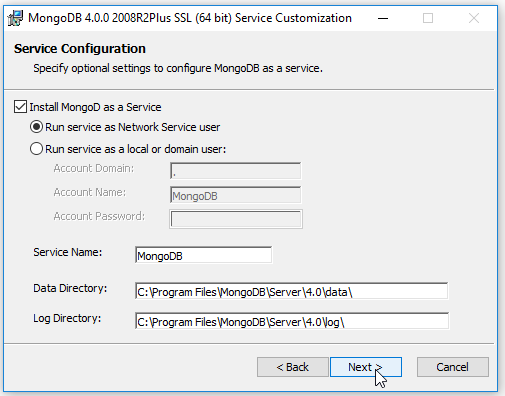 MongoDB 4.0.0 2008R2Plus SSL (64 bit) Service Customization
Service Configuration
Specify optional settings to configure MongoDB as a service.
Install MongoD as a Service
Run service as Network Service user
Run service as a local or domain user:
Account Domain: .
Account Name: MongoDB
Account Password:
Service Name: MongoDB
Data Directory: C:\Program Files\MongoDB\Server\4.0\data\
Log Directory: C:\Program Files\MongoDB\Server\4.0\log\
< Back Next > Cancel